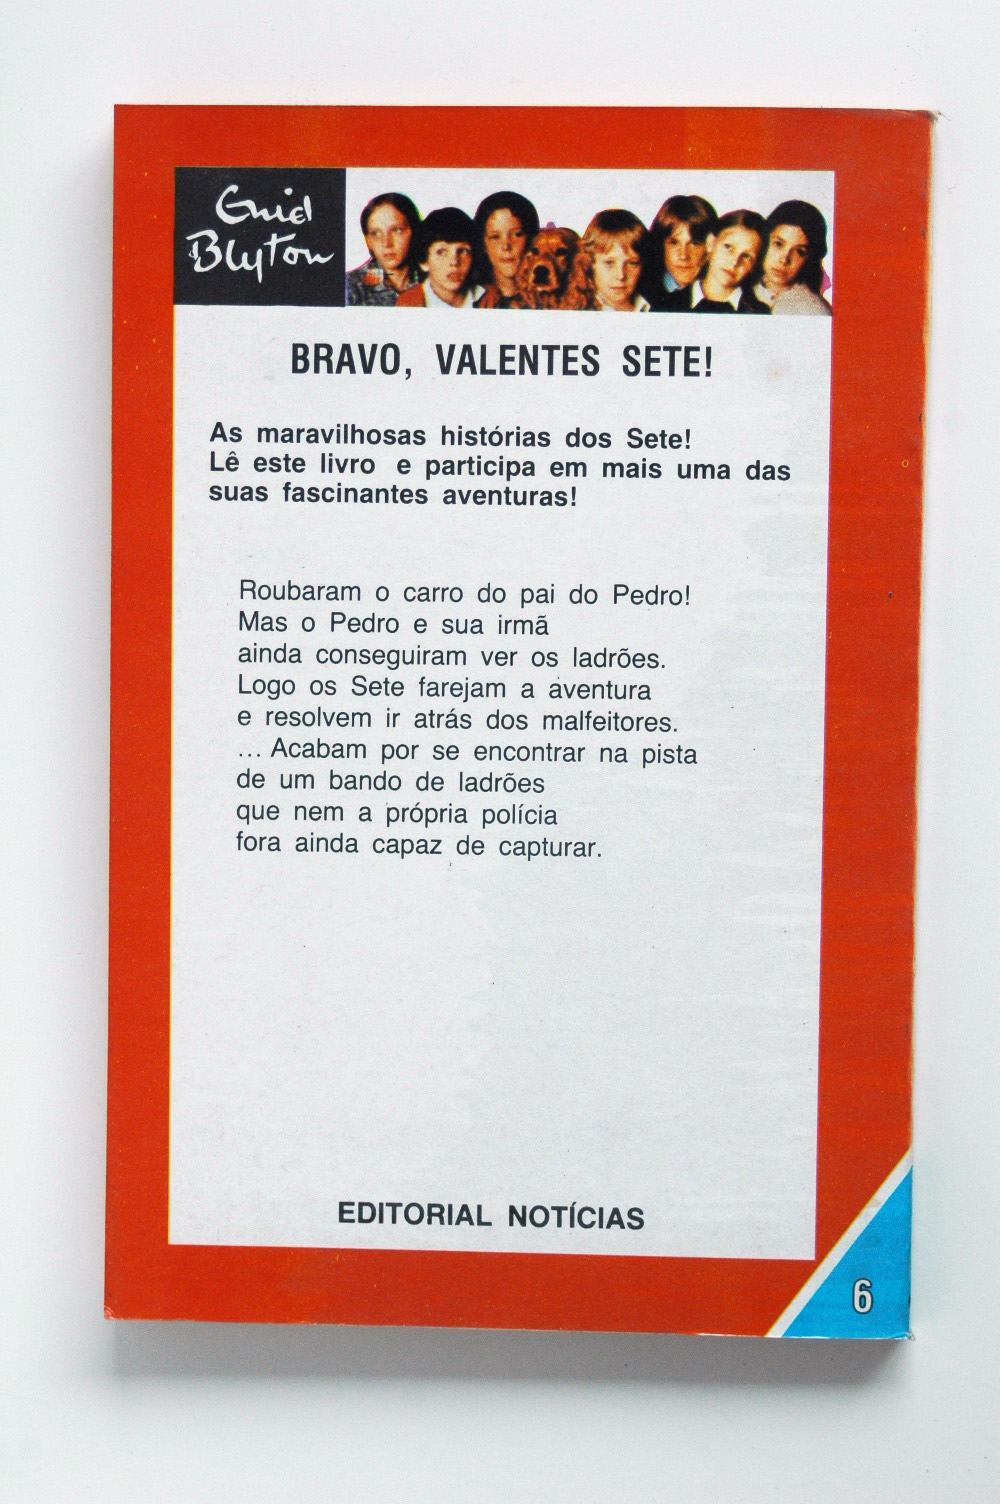 Enid
Blyton
BRAVO, VALENTES SETE!
As maravilhosas histórias dos Sete!
Lê este livro e participa em mais uma das
suas fascinantes aventuras!
Roubaram o carro do pai do Pedro!
Mas o Pedro e sua irmã
ainda conseguiram ver os ladrões.
Logo os Sete farejam a aventura
e resolvem ir atrás dos malfeitores.
... Acabam por se encontrar na pista
de um bando de ladrões
que nem a própria polícia
fora ainda capaz de capturar.
EDITORIAL NOTÍCIAS
6